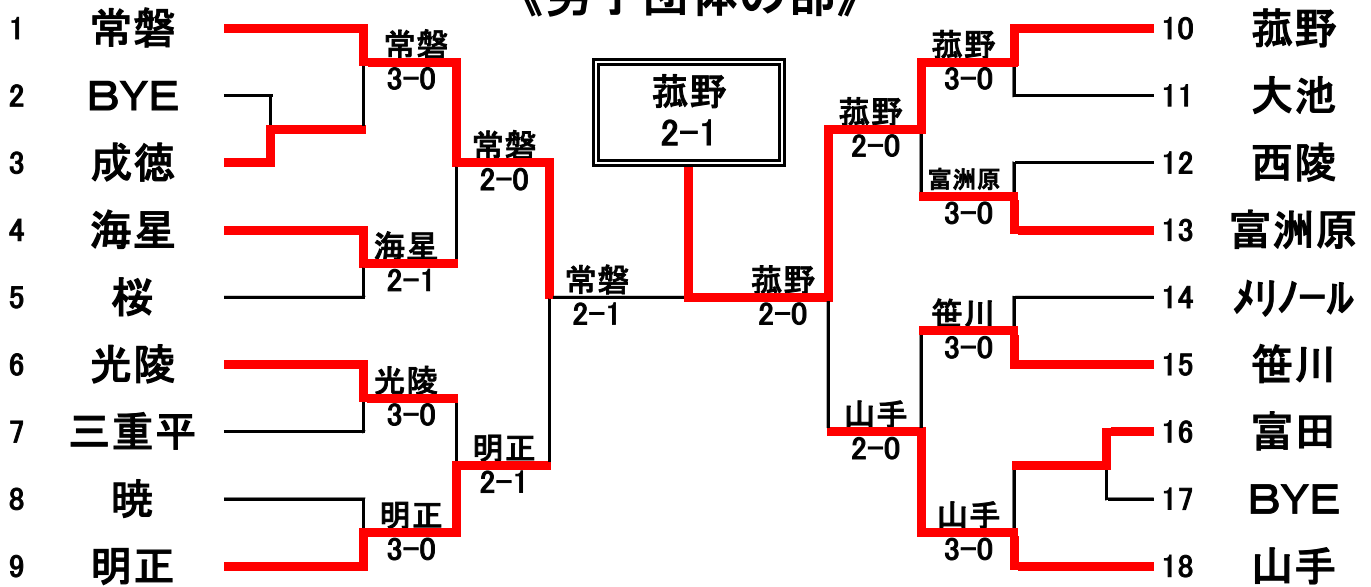 《男子団体の部》
1 常磐
2 BYE
3 成徳
4 海星
5 桜
6 光陵
7 三重平
8 暁
9 明正
常磐
3-0
海星
2-1
光陵
3-0
明正
3-0
常磐
2-0
明正
2-1
常磐
2-1
菰野
2-1
菰野
2-0
菰野
2-0
山手
2-0
菰野
3-0
富洲原
3-0
笹川
3-0
山手
3-0
10 菰野
11 大池
12 西陵
13 富洲原
14 メリノール
15 笹川
16 富田
17 BYE
18 山手